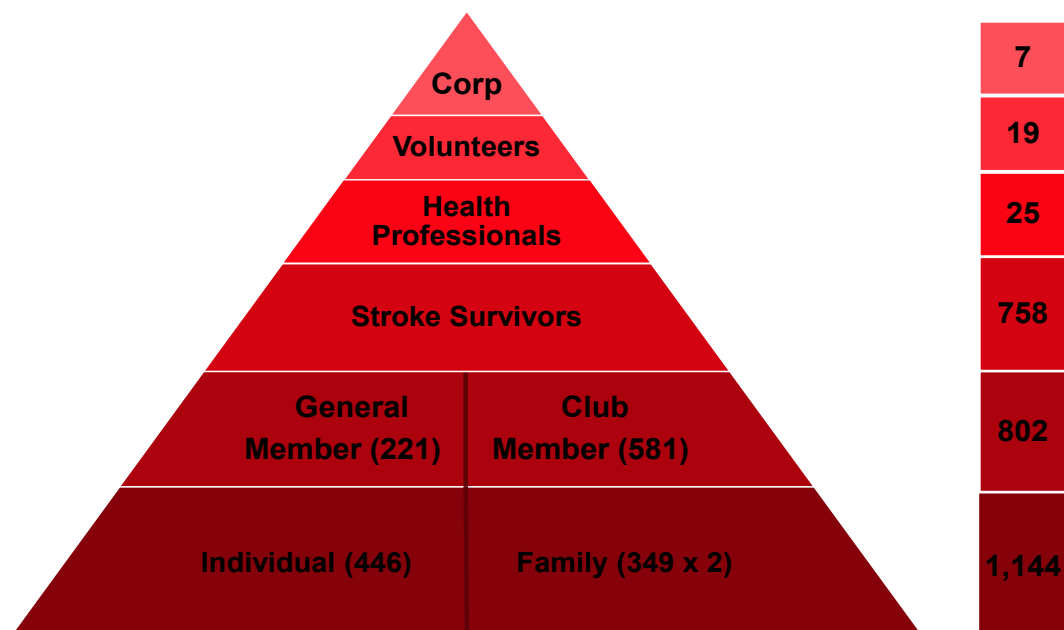 Corp
7
Volunteers
19
Health
Professionals
25
Stroke Survivors
758
General
Member (221)
Club
Member (581)
802
Individual (446)
Family (349 x 2)
1,144